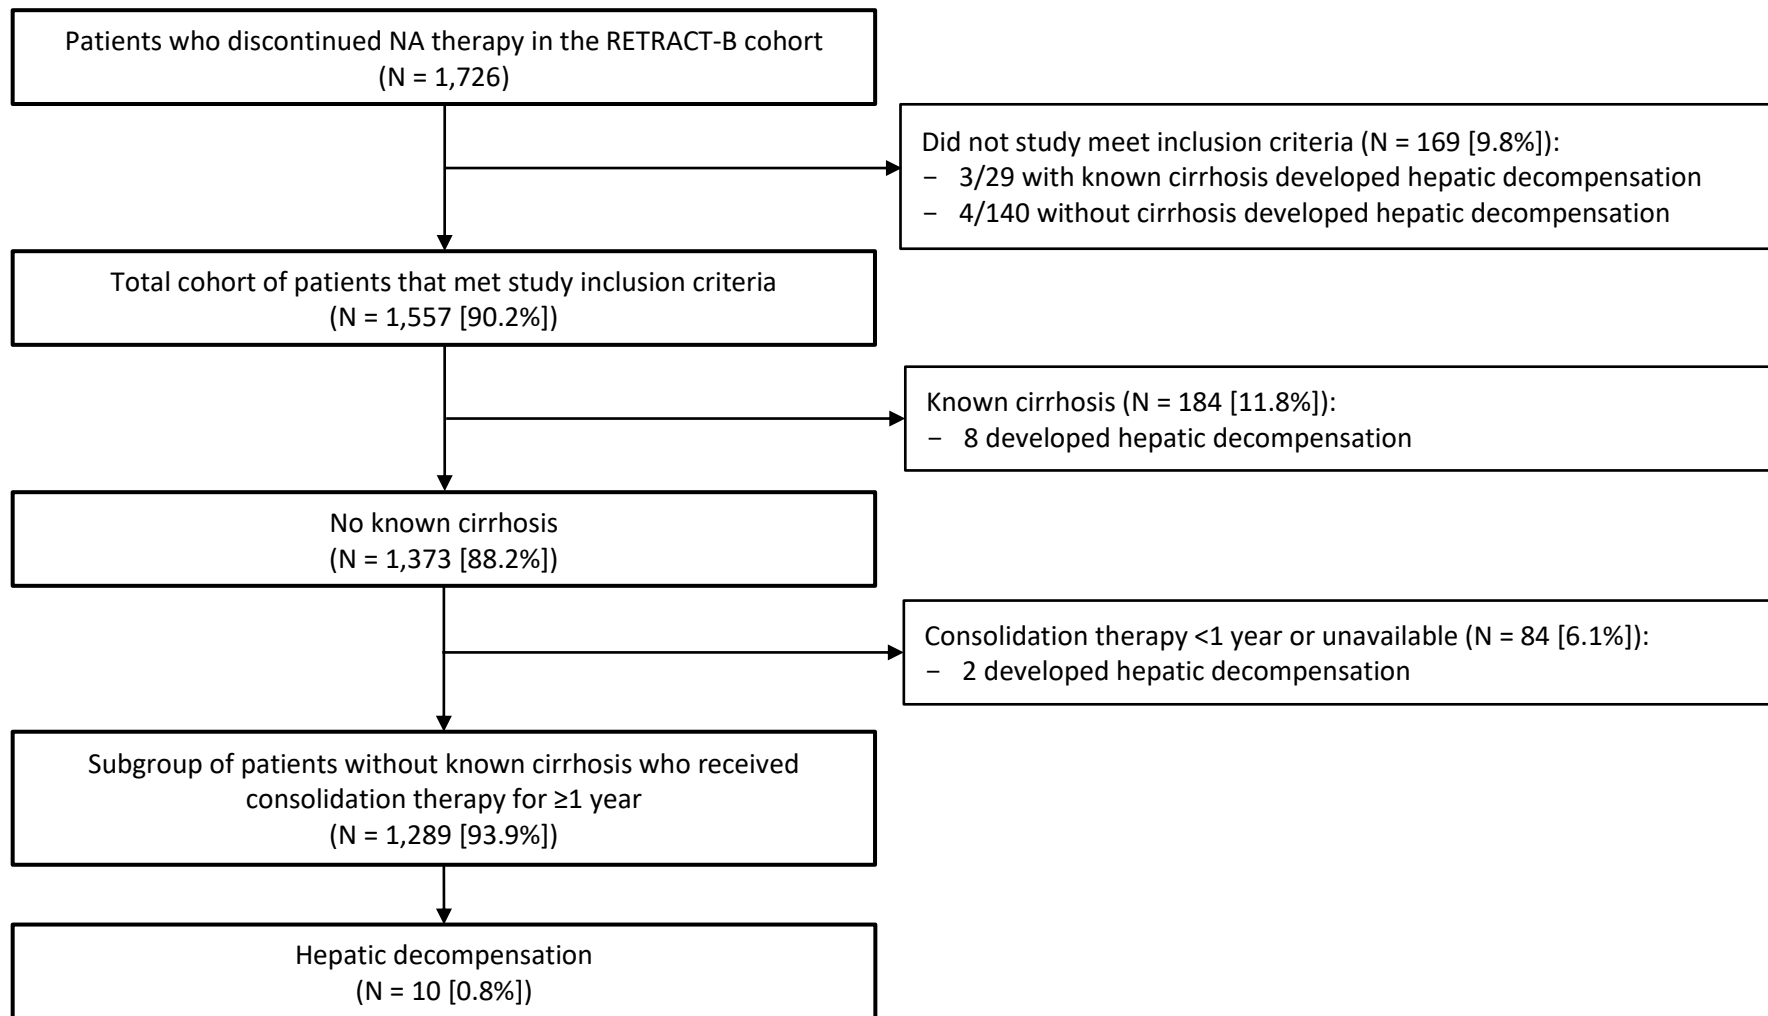 Patients who discontinued NA therapy in the RETRACT-B cohort
(N = 1,726)
Did not study meet inclusion criteria (N = 169 [9.8%]):
− 3/29 with known cirrhosis developed hepatic decompensation
− 4/140 without cirrhosis developed hepatic decompensation
Total cohort of patients that met study inclusion criteria
(N = 1,557 [90.2%])
Known cirrhosis (N = 184 [11.8%]):
− 8 developed hepatic decompensation
No known cirrhosis
(N = 1,373 [88.2%])
Consolidation therapy <1 year or unavailable (N = 84 [6.1%]):
− 2 developed hepatic decompensation
Subgroup of patients without known cirrhosis who received
consolidation therapy for ≥1 year
(N = 1,289 [93.9%])
Hepatic decompensation
(N = 10 [0.8%])